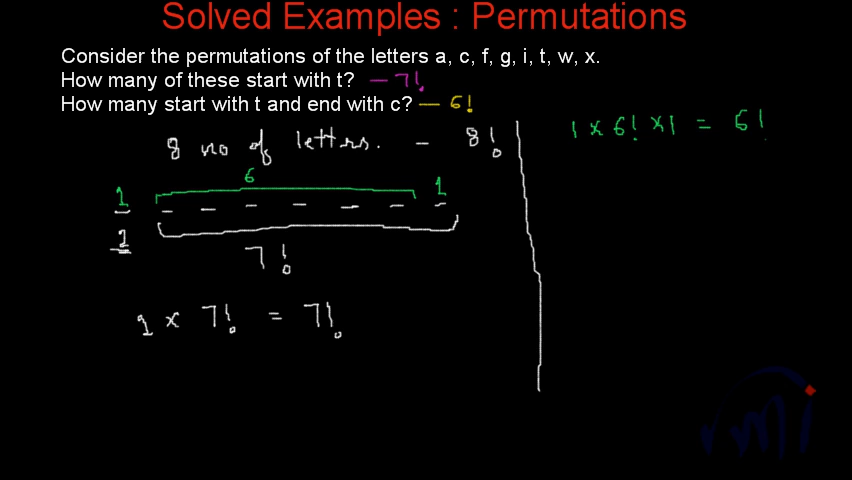 Solved Examples : Permutations
Consider the permutations of the letters a, c, f, g, i, t, w, x.
How many of these start with t? — 7!
How many start with t and end with c? — 6!
8 no of letters. - 8!
1 x 6! x 1 = 6!
6
1 1
1
7!
1 x 7! = 7!
rmi